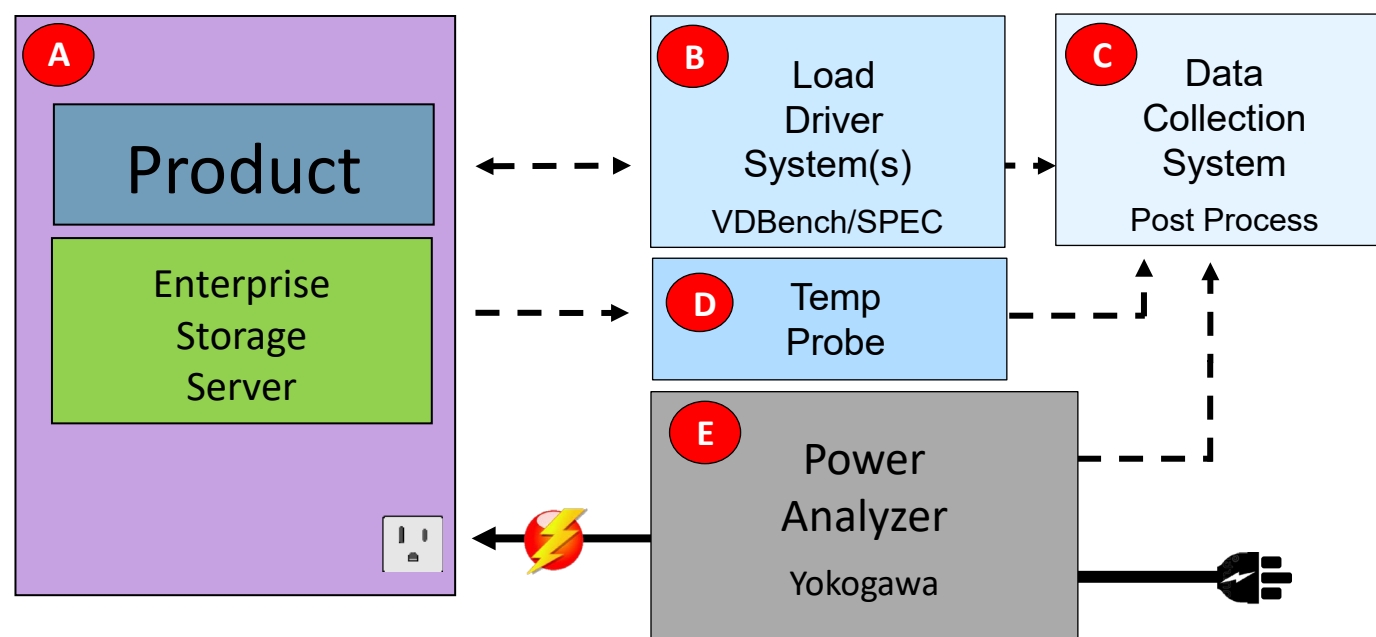 A
Product
Enterprise
Storage
Server
B
Load
Driver
System(s)
VDBench/SPEC
C
Data
Collection
System
Post Process
D
Temp
Probe
E
Power
Analyzer
Yokogawa